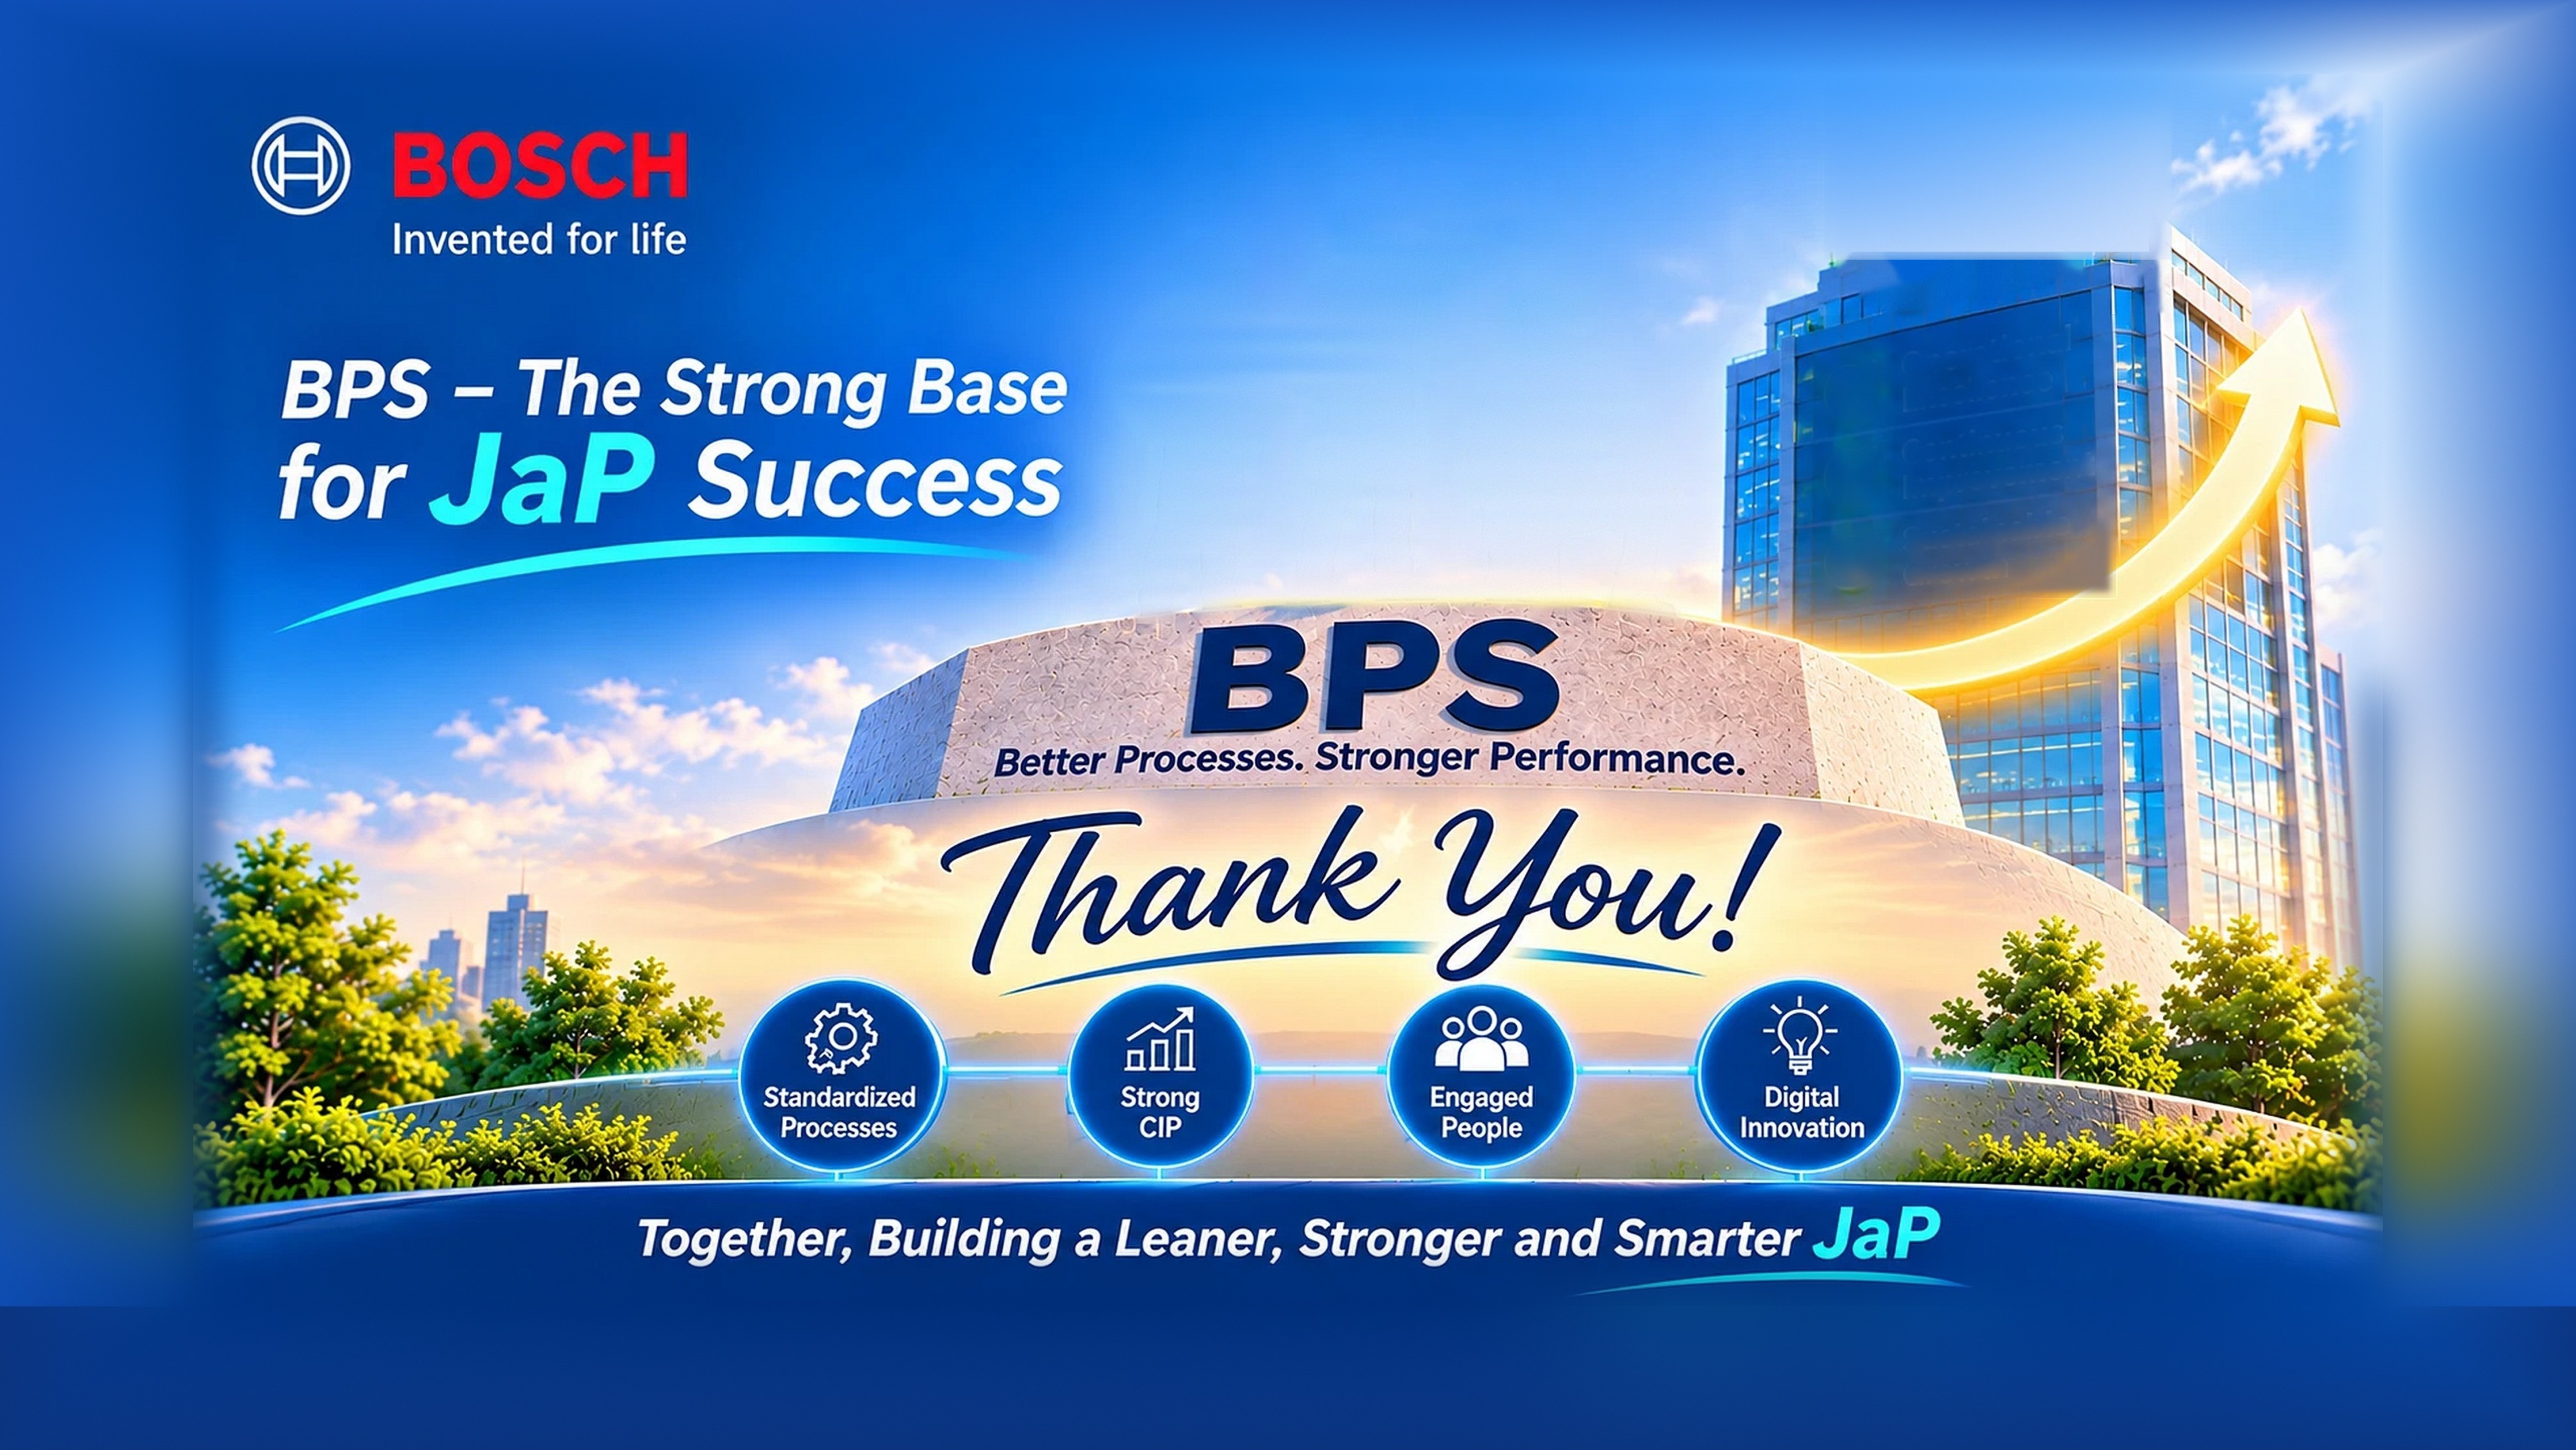 BOSCH
Invented for life
BPS – The Strong Base
for JaP Success
BPS
Better Processes. Stronger Performance.
Thank You!
Standardized
Processes
Strong
CIP
Engaged
People
Digital
Innovation
Together, Building a Leaner, Stronger and Smarter JaP